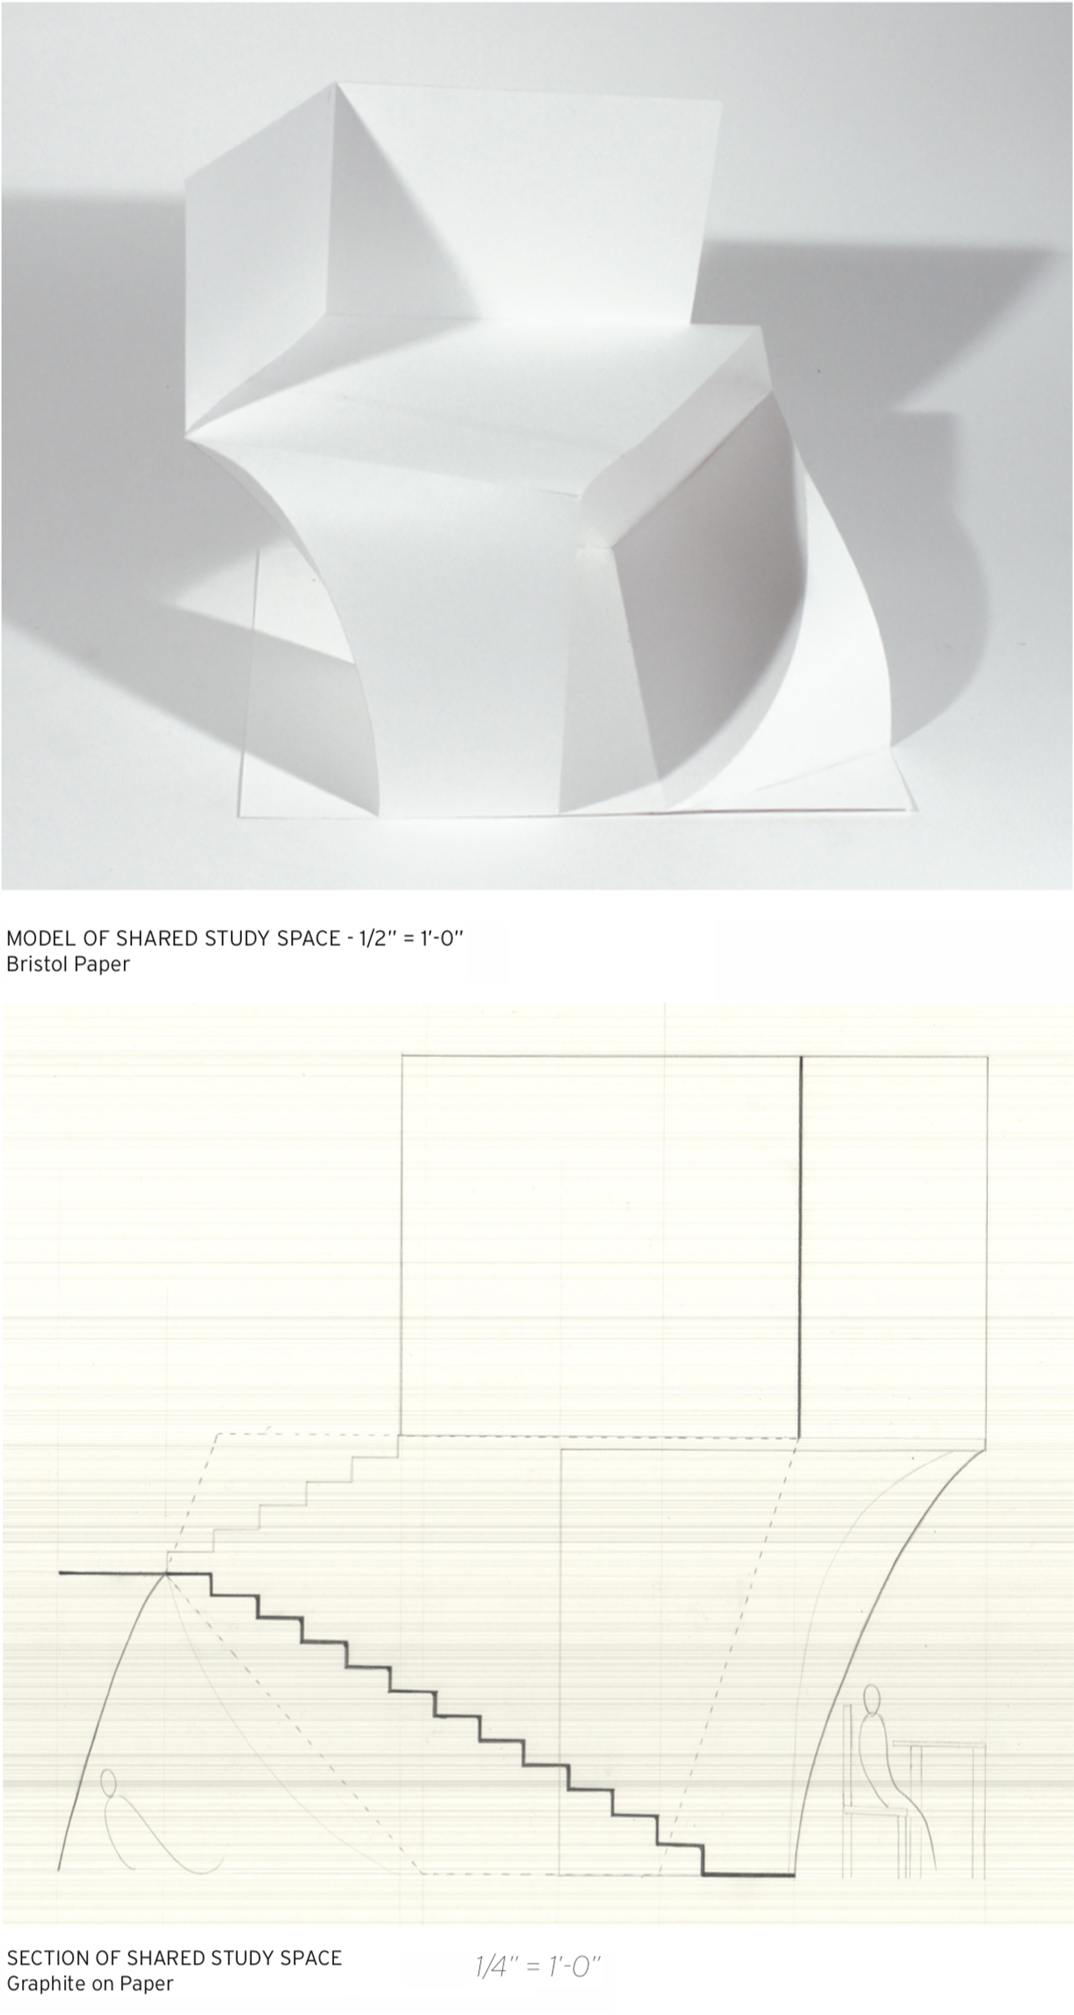 MODEL OF SHARED STUDY SPACE - 1/2” = 1’-0”
Bristol Paper
SECTION OF SHARED STUDY SPACE
Graphite on Paper
1/4” = 1’-0”